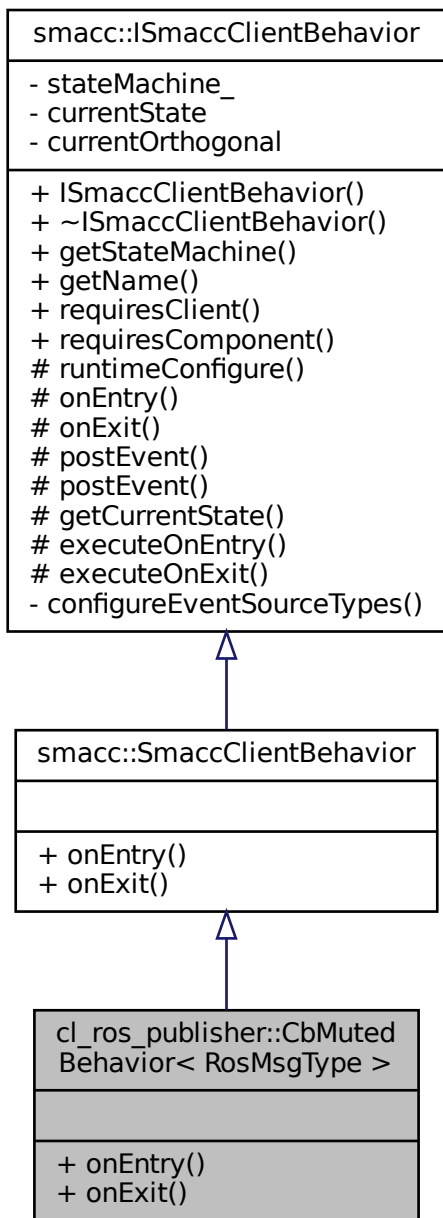 smacc::ISmaccClientBehavior
- stateMachine_
- currentState
- currentOrthogonal
+ ISmaccClientBehavior()
+ ~ISmaccClientBehavior()
+ getStateMachine()
+ getName()
+ requiresClient()
+ requiresComponent()
# runtimeConfigure()
# onEntry()
# onExit()
# postEvent()
# postEvent()
# getCurrentState()
# executeOnEntry()
# executeOnExit()
- configureEventSourceTypes()
smacc::SmaccClientBehavior
+ onEntry()
+ onExit()
cl_ros_publisher::CbMuted
Behavior< RosMsgType >
+ onEntry()
+ onExit()